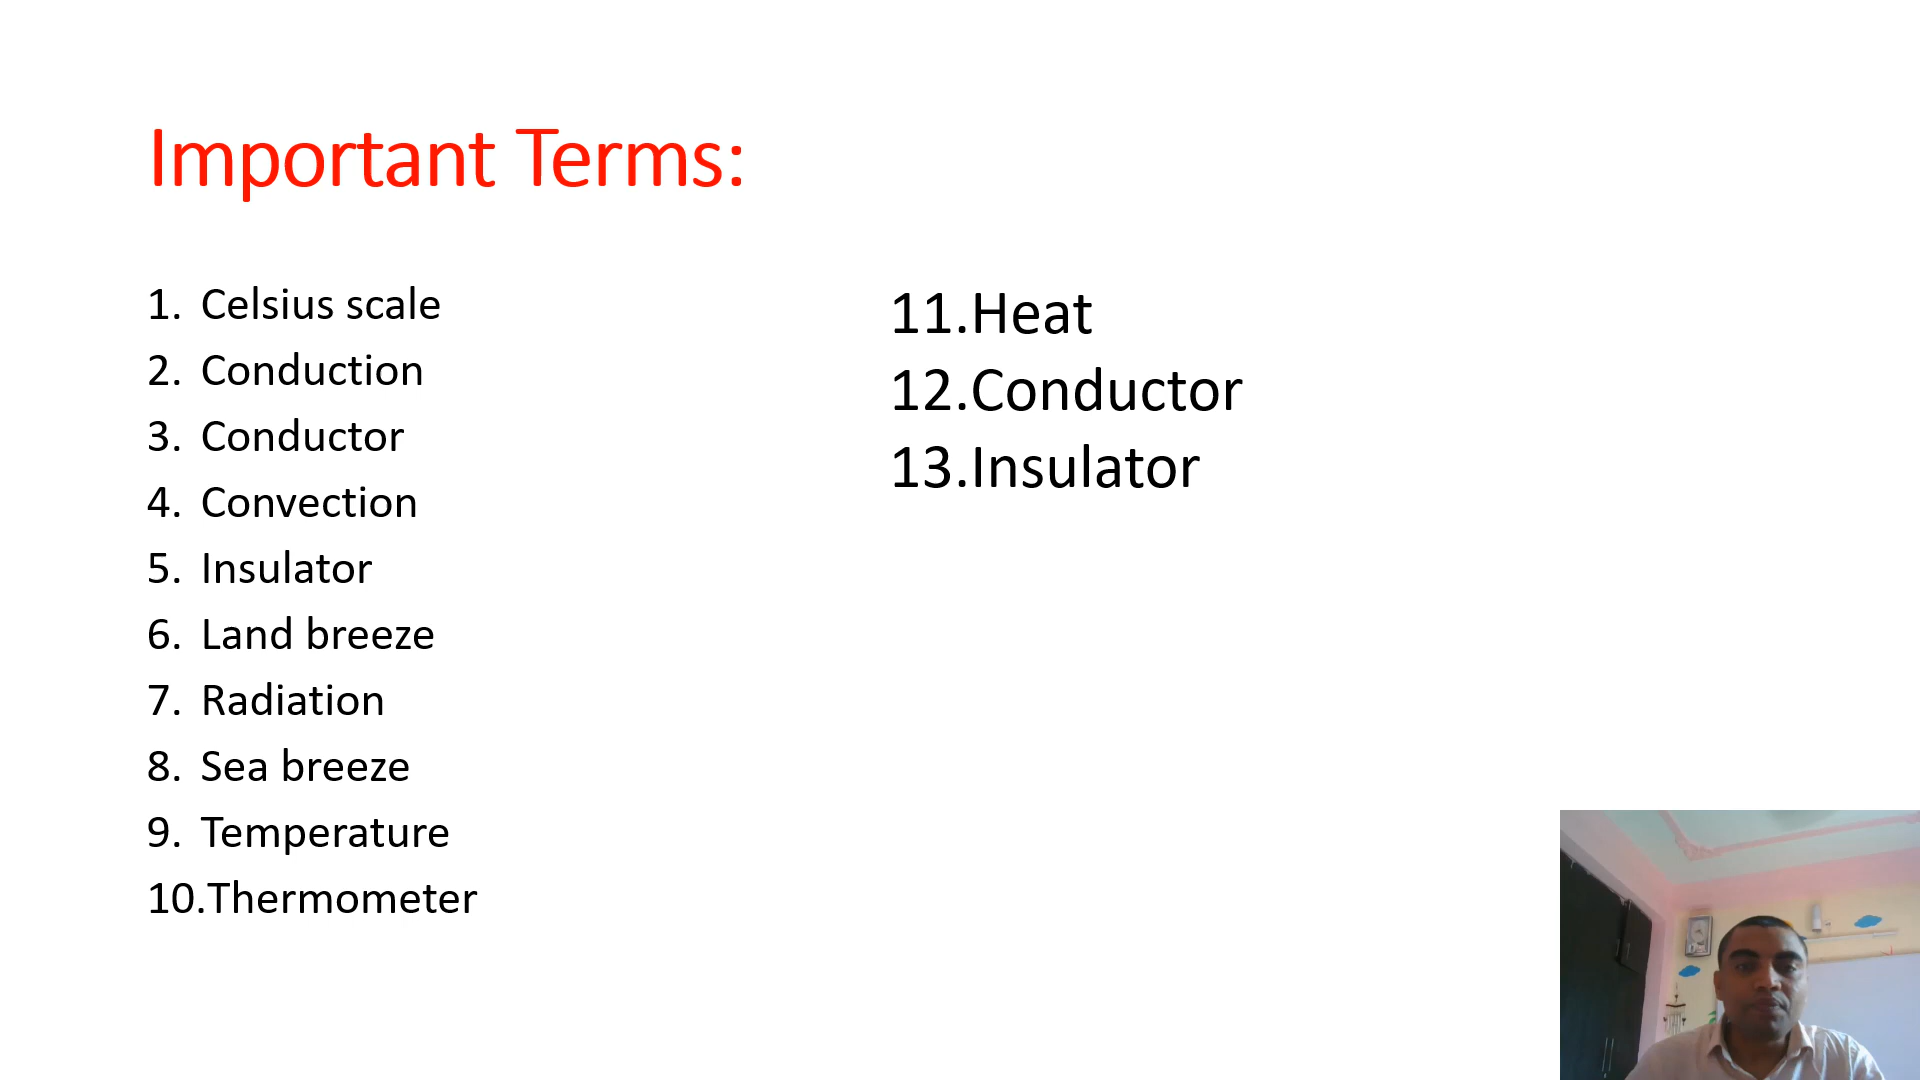 Important Terms:
1. Celsius scale
2. Conduction
3. Conductor
4. Convection
5. Insulator
6. Land breeze
7. Radiation
8. Sea breeze
9. Temperature
10.Thermometer
11.Heat
12.Conductor
13.Insulator